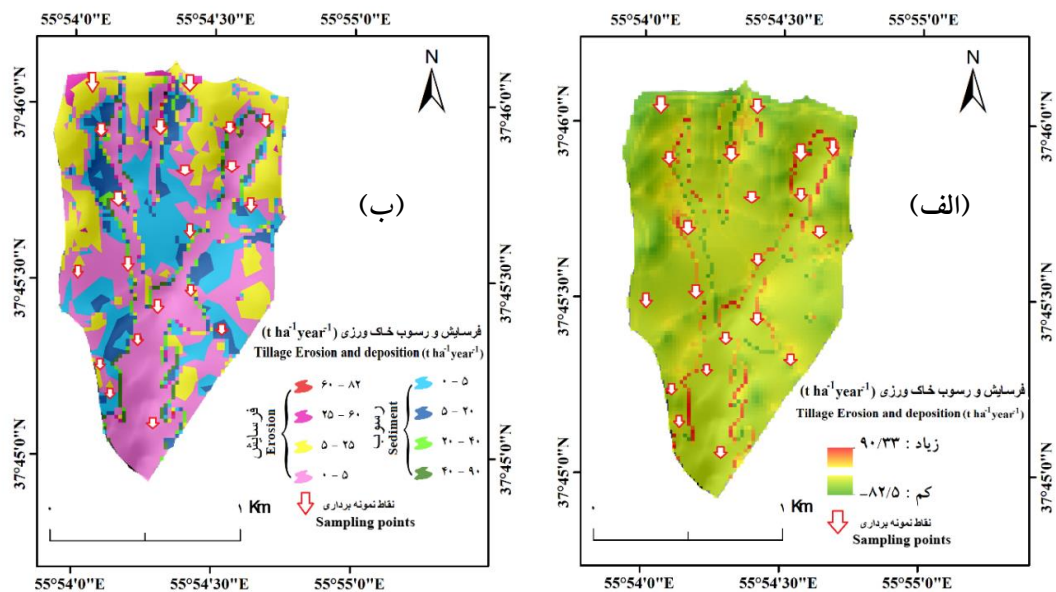 55°54'0"E 55°54'30"E 55°55'0"E
N
37°46'0"N
37°45'30"N
37°45'0"N
37°46'0"N
37°45'30"N
37°45'0"N
(ب)
فرسایش و رسوب خاک ورزی (t ha-1year-1)
Tillage Erosion and deposition (t ha-1year-1)
فرسایش
Erosion
۶۰ - ۸۲
۲۵ - ۶۰
۵ - ۲۵
۰ - ۵
رسوب
Sediment
۰ - ۵
۵ - ۲۰
۲۰ - ۴۰
۴۰ - ۹۰
نقاط نمونه برداری
Sampling points
۰ ۱ Km
55°54'0"E 55°54'30"E 55°55'0"E
55°54'0"E 55°54'30"E 55°55'0"E
N
37°46'0"N
37°45'30"N
37°45'0"N
37°46'0"N
37°45'30"N
37°45'0"N
(الف)
فرسایش و رسوب خاک ورزی (t ha-1year-1)
Tillage Erosion and deposition (t ha-1year-1)
زیاد : ۹۰/۳۳
کم : ۸۲/۵-
نقاط نمونه برداری
Sampling points
۰ ۱ Km
55°54'0"E 55°54'30"E 55°55'0"E